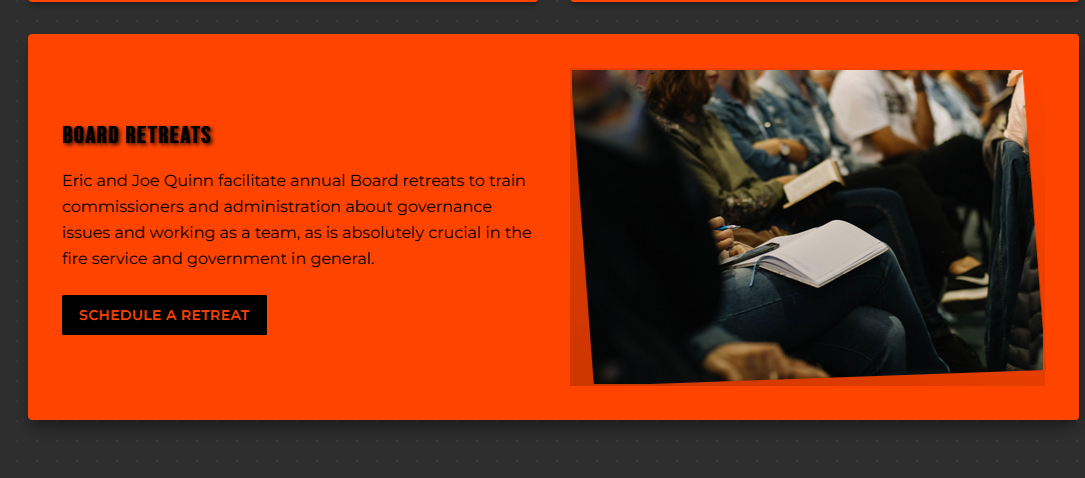 BOARD RETREATS
Eric and Joe Quinn facilitate annual Board retreats to train
commissioners and administration about governance
issues and working as a team, as is absolutely crucial in the
fire service and government in general.
SCHEDULE A RETREAT